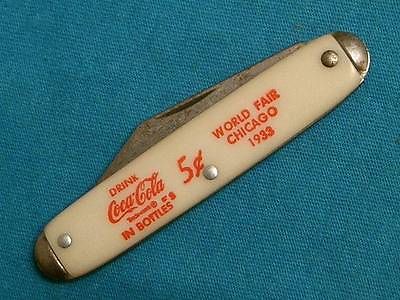 DRINK
Coca-Cola
IN BOTTLES
5¢
WORLD FAIR
CHICAGO
1933